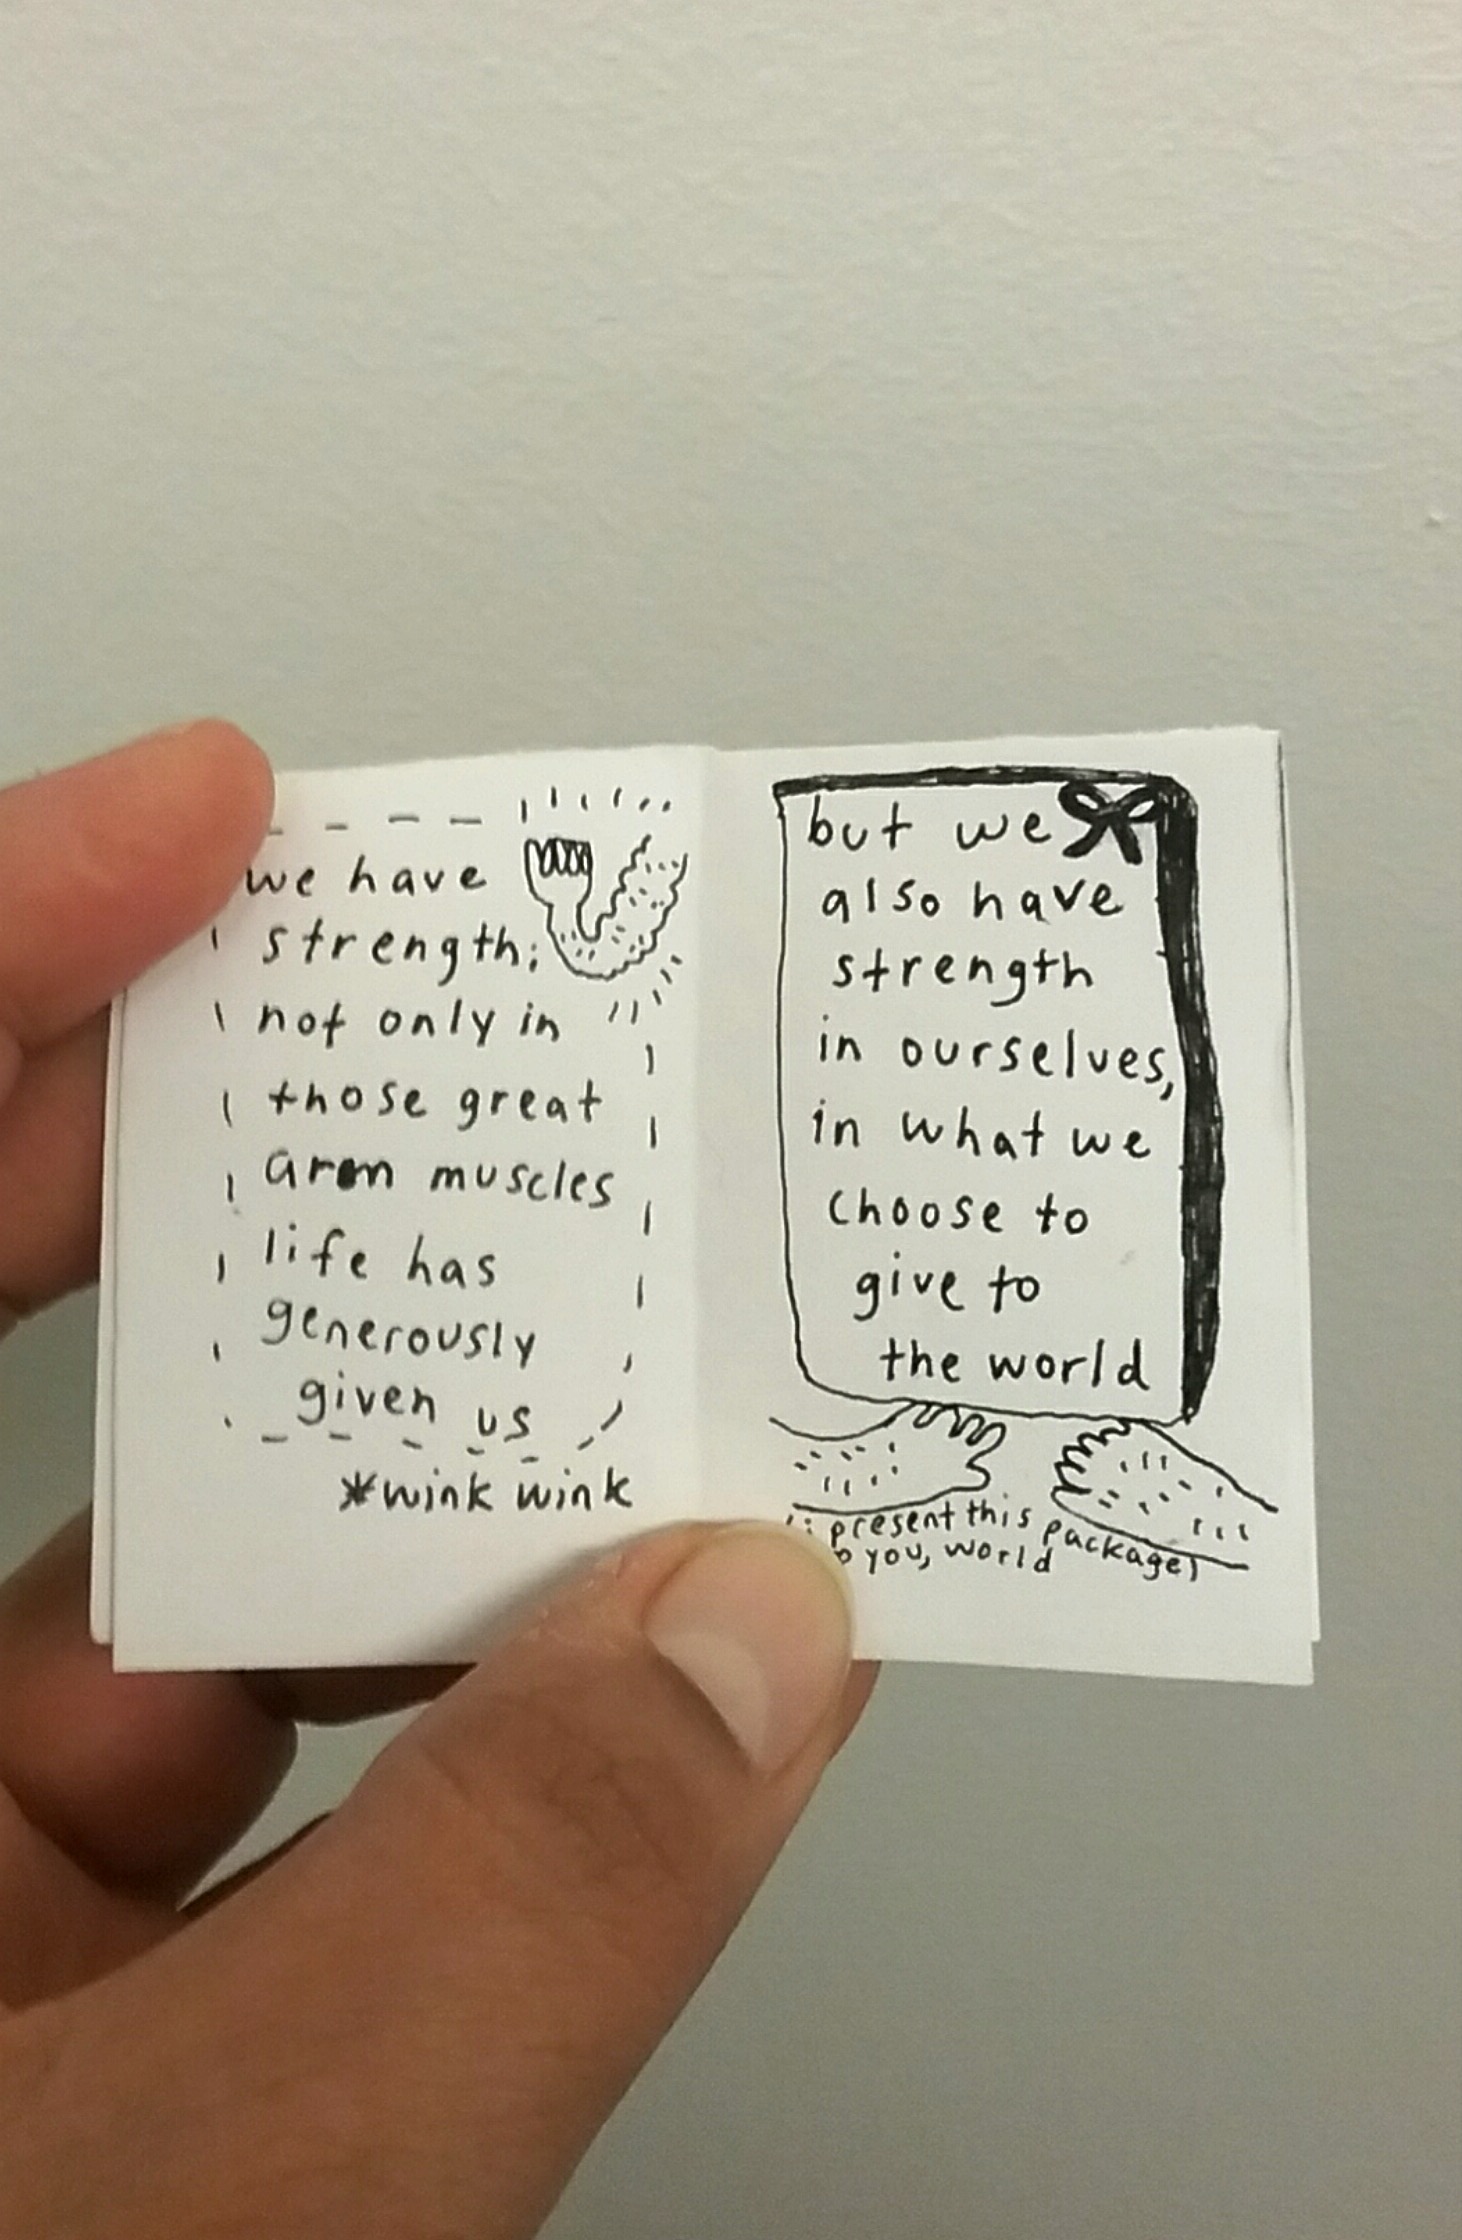 we have
strength;
not only in
those great
arm muscles
life has
generously
given us
*wink wink
but we
also have
strength
in ourselves,
in what we
choose to
give to
the world
present this package
you, world